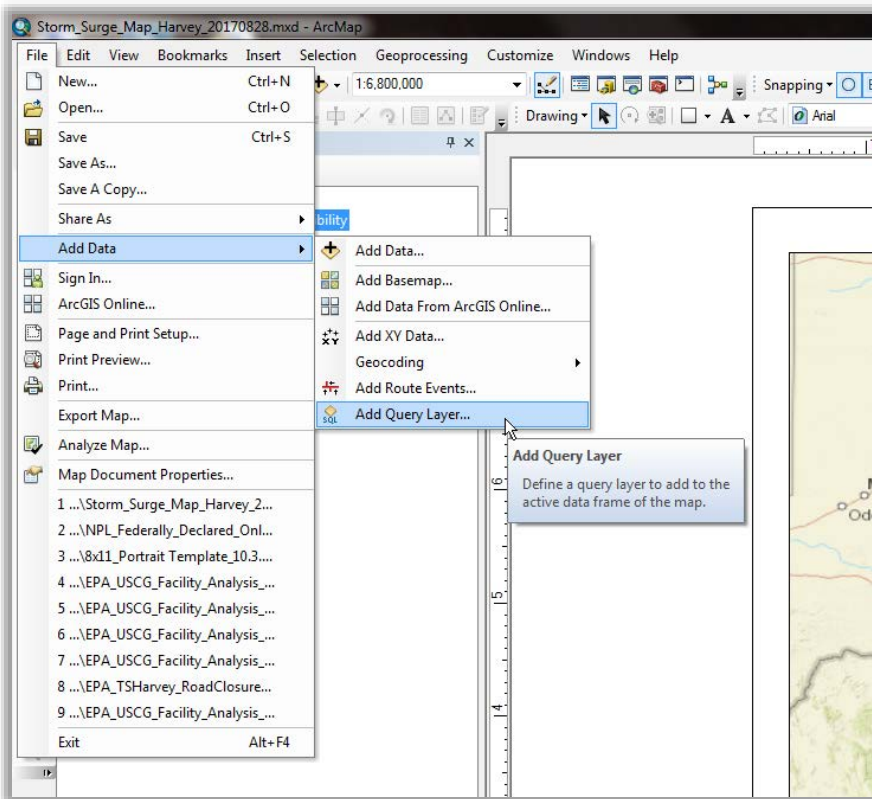 Storm_Surge_Map_Harvey_20170828.mxd - ArcMap
File Edit View Bookmarks Insert Selection Geoprocessing Customize Windows Help
New... Ctrl+N
1:6,800,000
Snapping
Open... Ctrl+O
Drawing
A
Arial
Save Ctrl+S
Save As...
Save A Copy...
Share As
bility
Add Data
Add Data...
Sign In...
Add Basemap...
ArcGIS Online...
Add Data From ArcGIS Online...
Page and Print Setup...
Add XY Data...
Print Preview...
Geocoding
Print...
Add Route Events...
Export Map...
SQL Add Query Layer...
Analyze Map...
Add Query Layer
Map Document Properties...
Define a query layer to add to the
active data frame of the map.
1 ...\Storm_Surge_Map_Harvey_2...
2 ...\NPL_Federally_Declared_Onl...
3 ...\8x11_Portrait Template_10.3....
4 ...\EPA_USCG_Facility_Analysis_...
5 ...\EPA_USCG_Facility_Analysis_...
6 ...\EPA_USCG_Facility_Analysis_...
7 ...\EPA_USCG_Facility_Analysis_...
8 ...\EPA_TSHarvey_RoadClosure...
9 ...\EPA_USCG_Facility_Analysis_...
Exit Alt+F4
6
5
4
M
Od